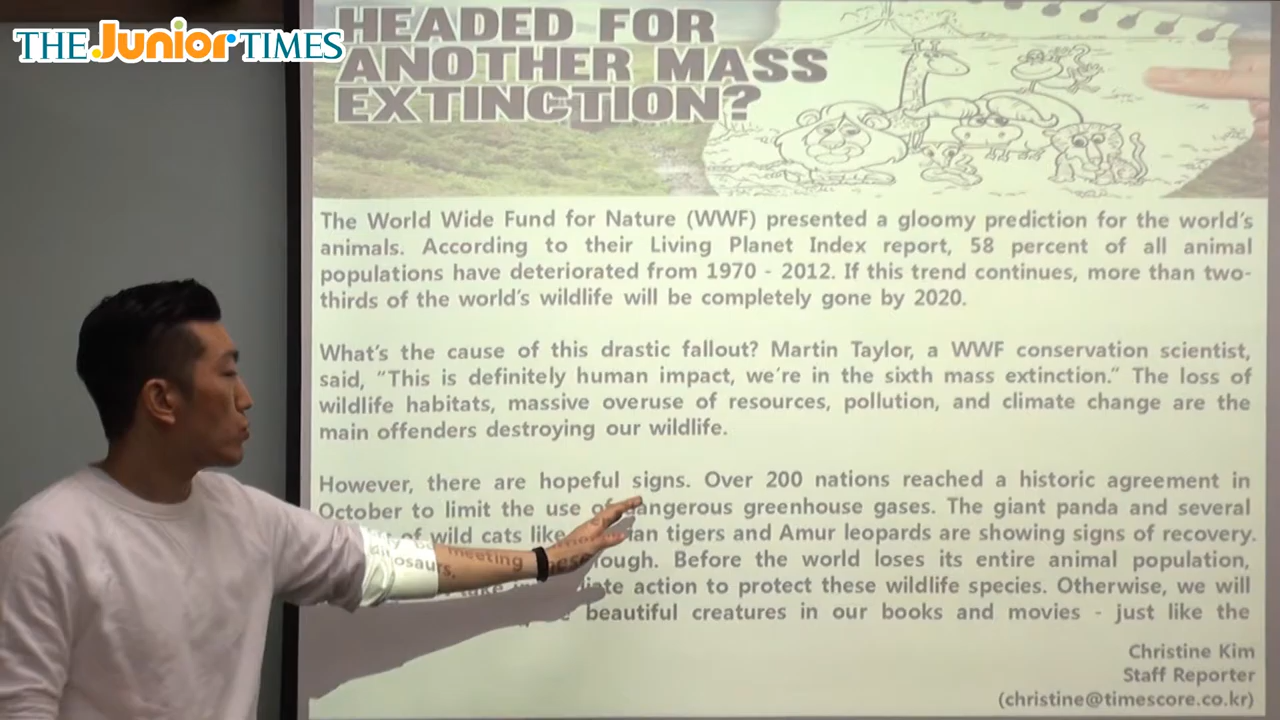 THE Junior TIMES
HEADED FOR
ANOTHER MASS
EXTINCTION?
The World Wide Fund for Nature (WWF) presented a gloomy prediction for the world's
animals. According to their Living Planet Index report, 58 percent of all animal
populations have deteriorated from 1970 - 2012. If this trend continues, more than two-
thirds of the world's wildlife will be completely gone by 2020.
What's the cause of this drastic fallout? Martin Taylor, a WWF conservation scientist,
said, "This is definitely human impact, we're in the sixth mass extinction." The loss of
wildlife habitats, massive overuse of resources, pollution, and climate change are the
main offenders destroying our wildlife.
However, there are hopeful signs. Over 200 nations reached a historic agreement in
October to limit the use of dangerous greenhouse gases. The giant panda and several
of wild cats like tigers and Amur leopards are showing signs of recovery.
Before the world loses its entire animal population,
take action to protect these wildlife species. Otherwise, we will
meeting beautiful creatures in our books and movies - just like the
Christine Kim
Staff Reporter
(christine@timescore.co.kr)